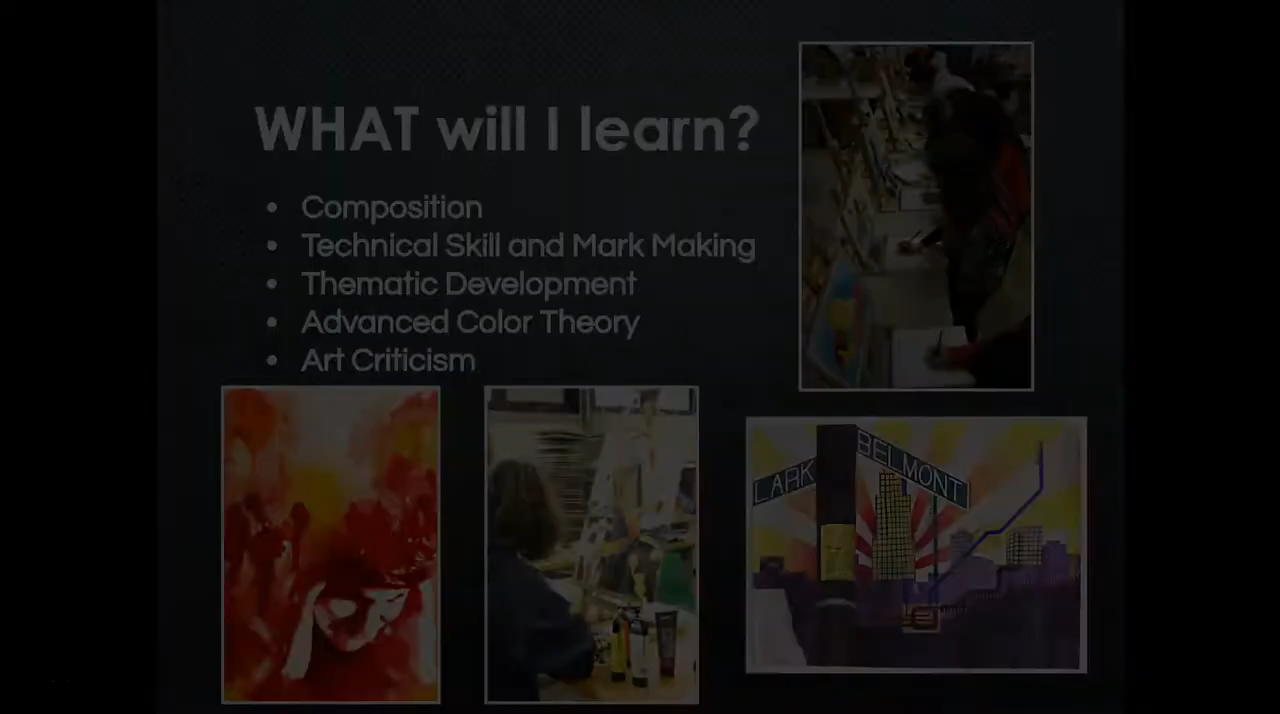 WHAT will I learn?
• Composition
• Technical Skill and Mark Making
• Thematic Development
• Advanced Color Theory
• Art Criticism
LARK
BELMONT